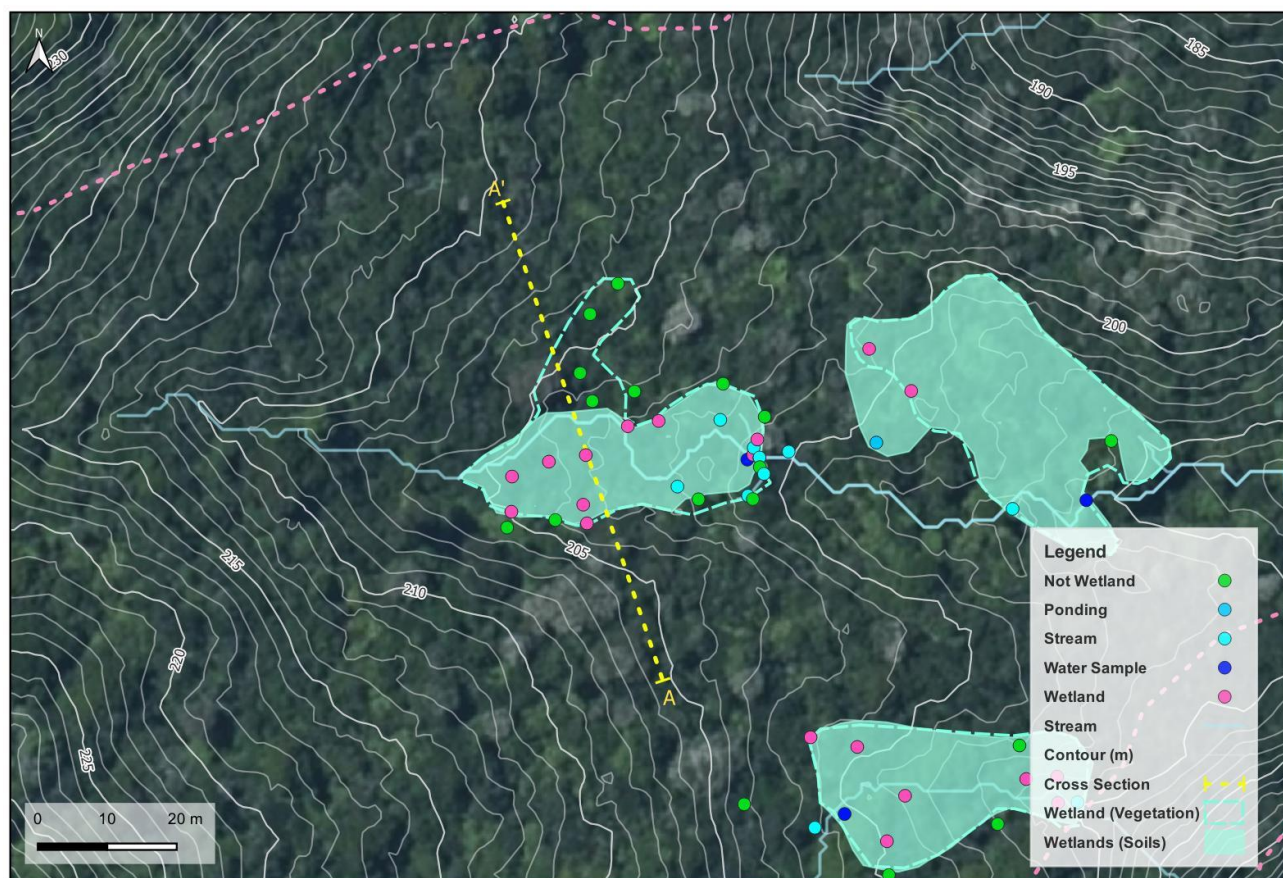 N
230
185
190
195
A'
200
205
215
210
220
A
225
Legend
Not Wetland
Ponding
Stream
Water Sample
Wetland
Stream
Contour (m)
Cross Section
Wetland (Vegetation)
Wetlands (Soils)
0 10 20 m